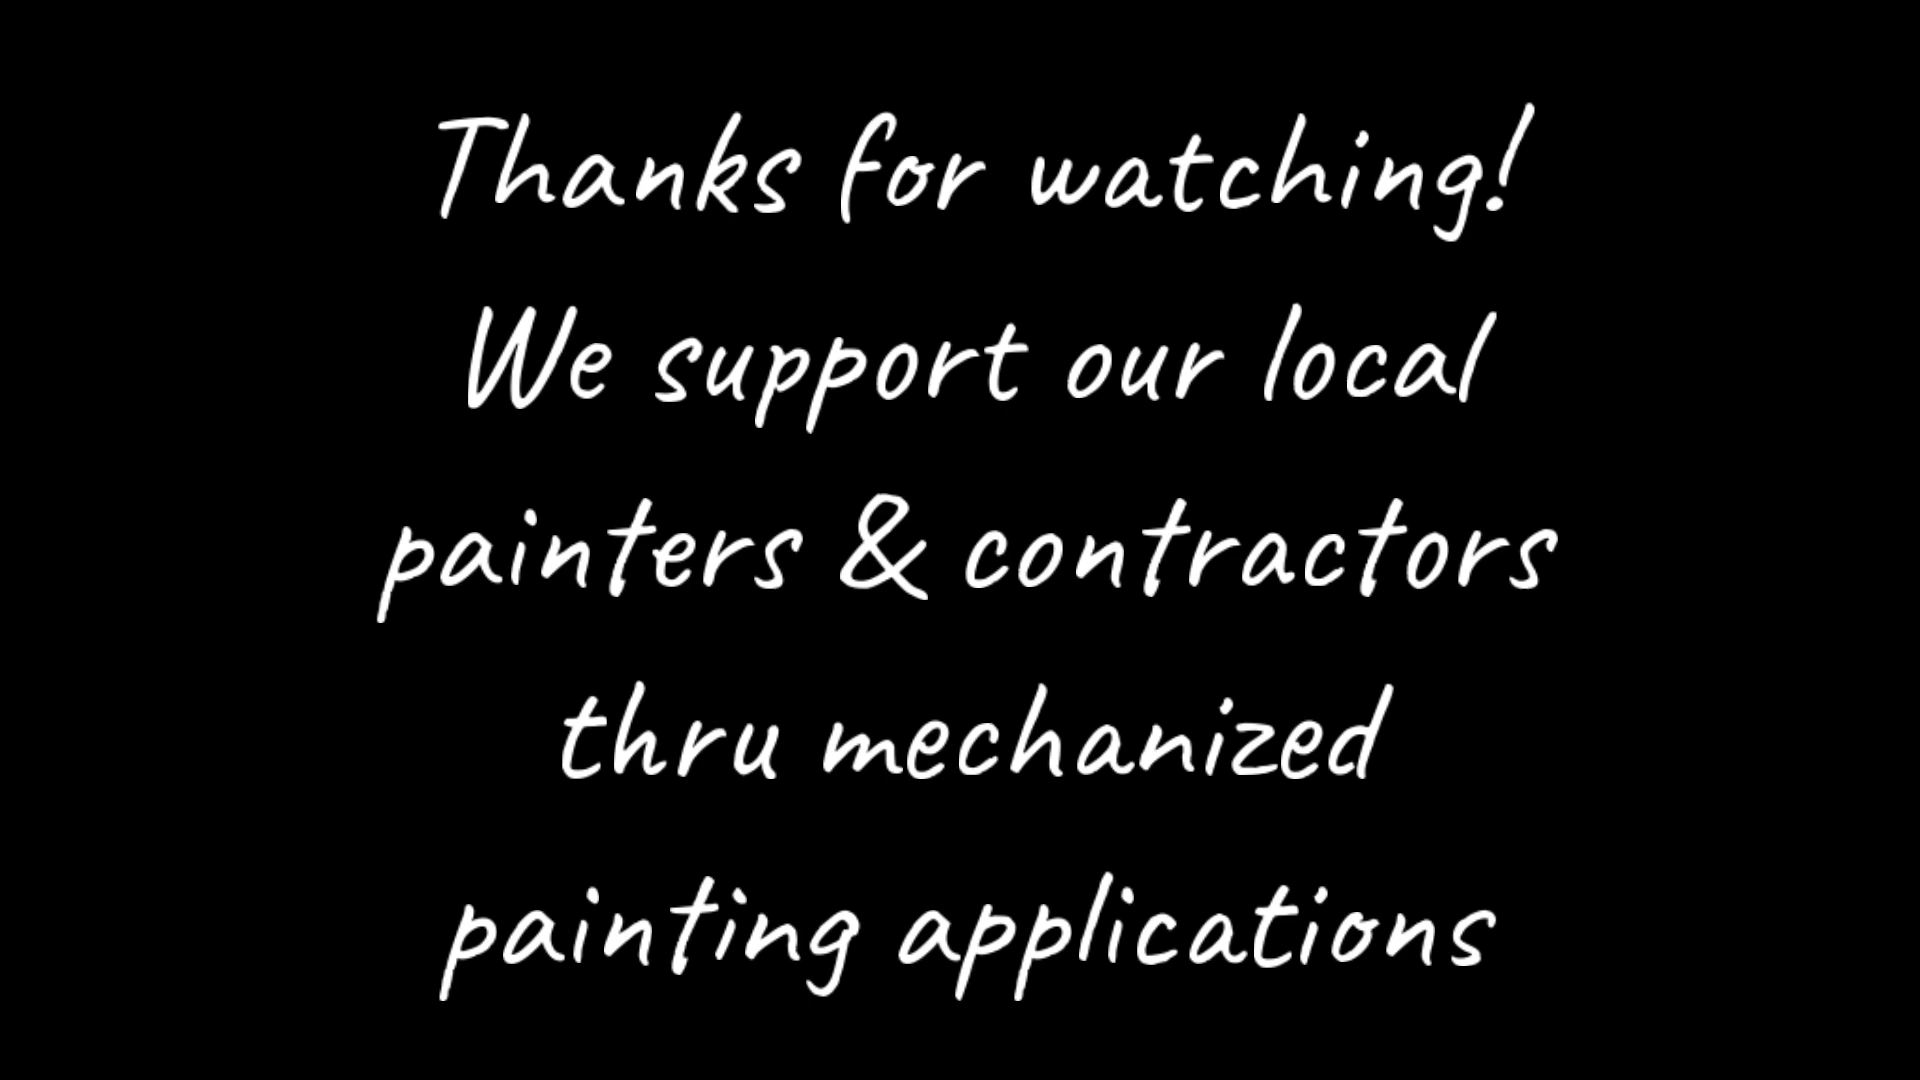 Thanks for watching!
We support our local
painters & contractors
thru mechanized
painting applications